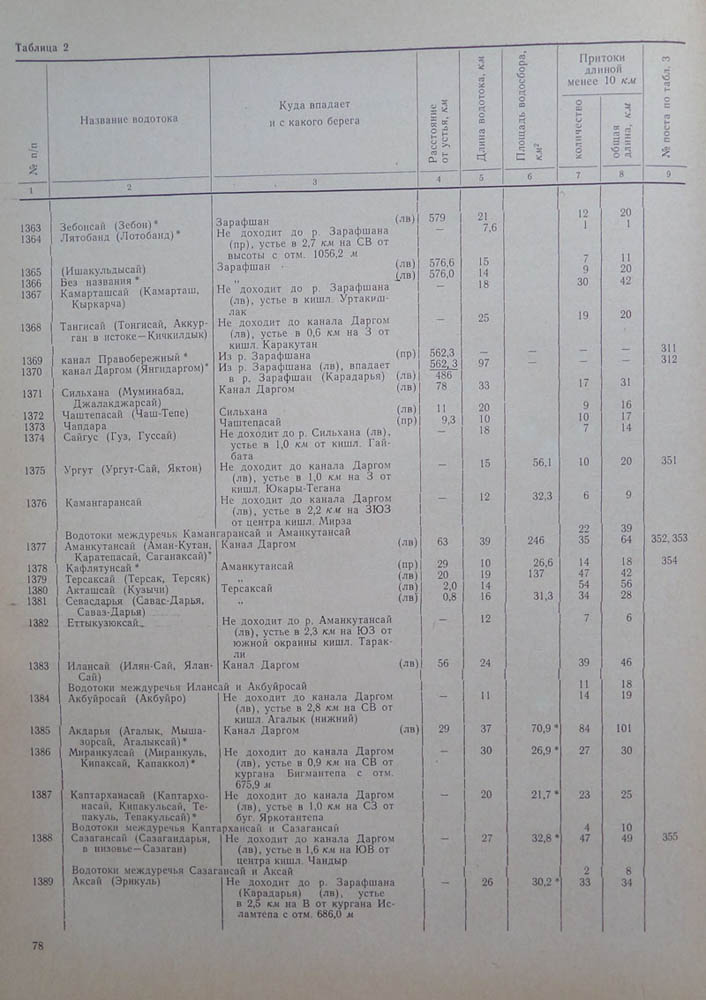 Таблица 2
№ п/п | Название водотока | Куда впадает и с какого берега | Расстояние от устья, км | Длина водотока, км | Площадь водосбора, км² | Притоки длиной менее 10 км | № поста по табл. 3
количество | общая длина, км
1 | 2 | 3 | 4 | 5 | 6 | 7 | 8 | 9
1363 Зебонсай (Зебон)* Зарафшан (лв) 579 21 12 20
1364 Лятобанд (Лотобанд)* Не доходит до р. Зарафшана — 7,6 1 1
(пр), устье в 2,7 км на СВ от
высоты с отм. 1056,2 м
1365 (Ишакульдысай) Зарафшан (лв) 576,6 15 7 11
1366 Без названия * „ (лв) 576,0 14 9 20
1367 Камарташсай (Камарташ, Не доходит до р. Зарафшана — 18 30 42
Кыркарча) (лв), устье в кишл. Уртакиш-
лак
1368 Тангисай (Тонгисай, Аккур- Не доходит до канала Даргом — 25 19 20
ган в истоке—Кичкилдык) (лв), устье в 0,6 км на З от
кишл. Каракутан
1369 канал Правобережный * Из р. Зарафшана (пр) 562,3 — — — — 311
1370 канал Даргом (Янгидаргом)* Из р. Зарафшана (лв), впадает 562,3 97 — — — 312
в р. Зарафшан (Карадарья) (лв) 486
1371 Сильхана (Муминабад, Канал Даргом (лв) 78 33 17 31
Джалакджарсай)
1372 Чаштепасай (Чаш-Тепе) Сильхана (лв) 11 20 9 16
1373 Чапдара Чаштепасай (пр) 9,3 10 10 17
1374 Сайгус (Гуз, Гуссай) Не доходит до р. Сильхана (лв), — 18 7 14
устье в 1,0 км от кишл. Гай-
бата
1375 Ургут (Ургут-Сай, Яктон) Не доходит до канала Даргом — 15 56,1 10 20 351
(лв), устье в 1,0 км на З от
кишл. Юкары-Тегана
1376 Камангарансай Не доходит до канала Даргом — 12 32,3 6 9
(лв), устье в 2,2 км на ЗЮЗ
от центра кишл. Мирза
Водотоки междуречья Камангарансай и Аманкутансай 22 39
1377 Аманкутансай (Аман-Кутан, Канал Даргом (лв) 63 39 246 35 64 352,353
Каратепасай, Саганаксай)*
1378 Кафлятунсай * Аманкутансай (пр) 29 10 26,6 14 18 354
1379 Терсаксай (Терсак, Терсяк) „ (лв) 20 19 137 47 42
1380 Акташсай (Кузычи) Терсаксай (лв) 2,0 14 54 56
1381 Севасдарья (Савас-Дарья, „ (лв) 0,8 16 31,3 34 28
Саваз-Дарья)
1382 Еттыкузюксай Не доходит до р. Аманкутансай — 12 7 6
(лв), устье в 2,3 км на ЮЗ от
южной окраины кишл. Тарак-
ли
1383 Илансай (Илян-Сай, Ялан- Канал Даргом (лв) 56 24 39 46
Сай)
Водотоки междуречья Илансай и Акбуйросай 11 18
1384 Акбуйросай (Акбуйро) Не доходит до канала Даргом — 11 14 19
(лв), устье в 2,8 км на СВ от
кишл. Агалык (нижний)
1385 Акдарья (Агалык, Мыша- Канал Даргом (лв) 29 37 70,9 * 84 101
зорсай, Агалыксай)*
1386 Миранкулсай (Миранкуль, Не доходит до канала Даргом — 30 26,9 * 27 30
Кипаксай, Капаккол)* (лв), устье в 0,9 км на СВ от
кургана Бигмантепа с отм.
675,9 м
1387 Каптарханасай (Каптархо- Не доходит до канала Даргом — 20 21,7 * 23 25
насай, Кипакульсай, Те- (лв), устье в 1,0 км на СЗ от
пакуль, Тепакульсай)* буг. Яркотантепа
Водотоки междуречья Каптархансай и Сазагансай 4 10
1388 Сазагансай (Сазагандарья, Не доходит до канала Даргом — 27 32,8 * 47 49 355
в низовье—Сазаган) (лв), устье в 1,6 км на ЮВ от
центра кишл. Чандыр
Водотоки междуречья Сазагансай и Аксай 2 8
1389 Аксай (Эрикуль) Не доходит до р. Зарафшана — 26 30,2 * 33 34
(Карадарья) (лв), устье
в 2,5 км на В от кургана Ис-
ламтепа с отм. 686,0 м
78